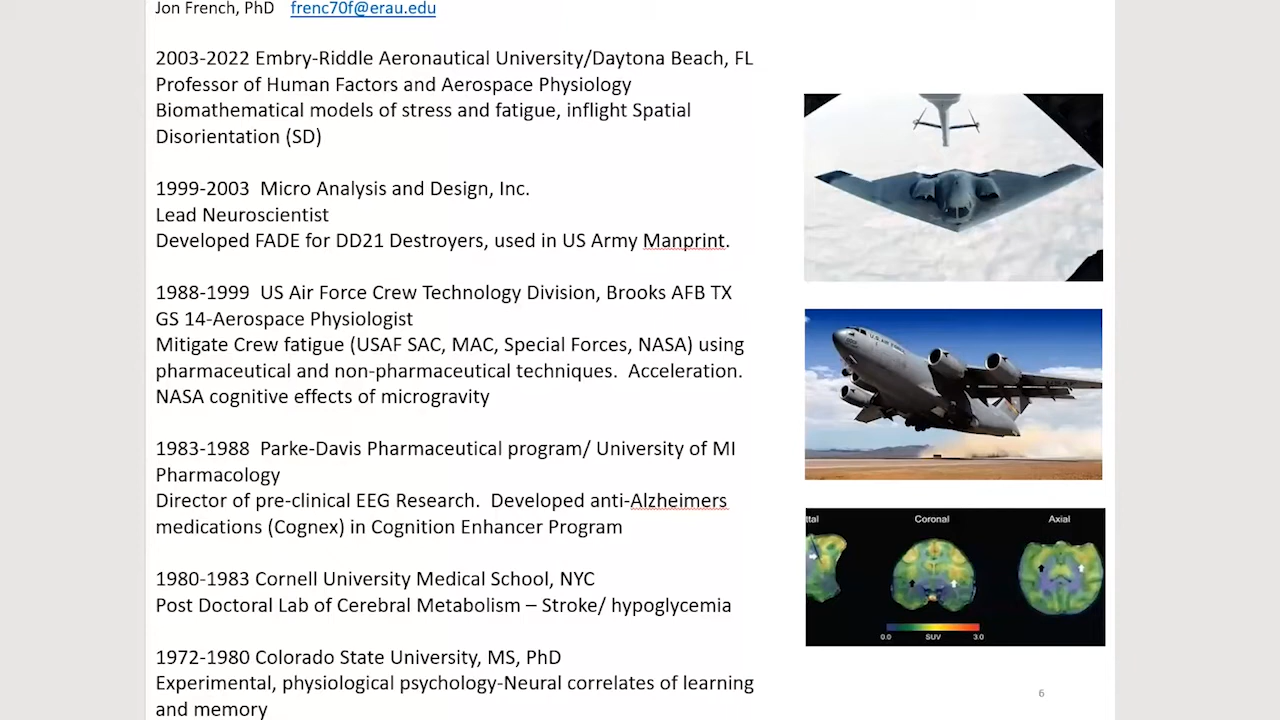 Jon French, PhD frenc70f@erau.edu
2003-2022 Embry-Riddle Aeronautical University/Daytona Beach, FL
Professor of Human Factors and Aerospace Physiology
Biomathematical models of stress and fatigue, inflight Spatial
Disorientation (SD)
1999-2003 Micro Analysis and Design, Inc.
Lead Neuroscientist
Developed FADE for DD21 Destroyers, used in US Army Manprint.
1988-1999 US Air Force Crew Technology Division, Brooks AFB TX
GS 14-Aerospace Physiologist
Mitigate Crew fatigue (USAF SAC, MAC, Special Forces, NASA) using
pharmaceutical and non-pharmaceutical techniques. Acceleration.
NASA cognitive effects of microgravity
1983-1988 Parke-Davis Pharmaceutical program/ University of MI
Pharmacology
Director of pre-clinical EEG Research. Developed anti-Alzheimers
medications (Cognex) in Cognition Enhancer Program
1980-1983 Cornell University Medical School, NYC
Post Doctoral Lab of Cerebral Metabolism – Stroke/ hypoglycemia
1972-1980 Colorado State University, MS, PhD
Experimental, physiological psychology-Neural correlates of learning
and memory
U.S. AIR FORCE
ttal Coronal Axial
0.0 SUV 3.0
6